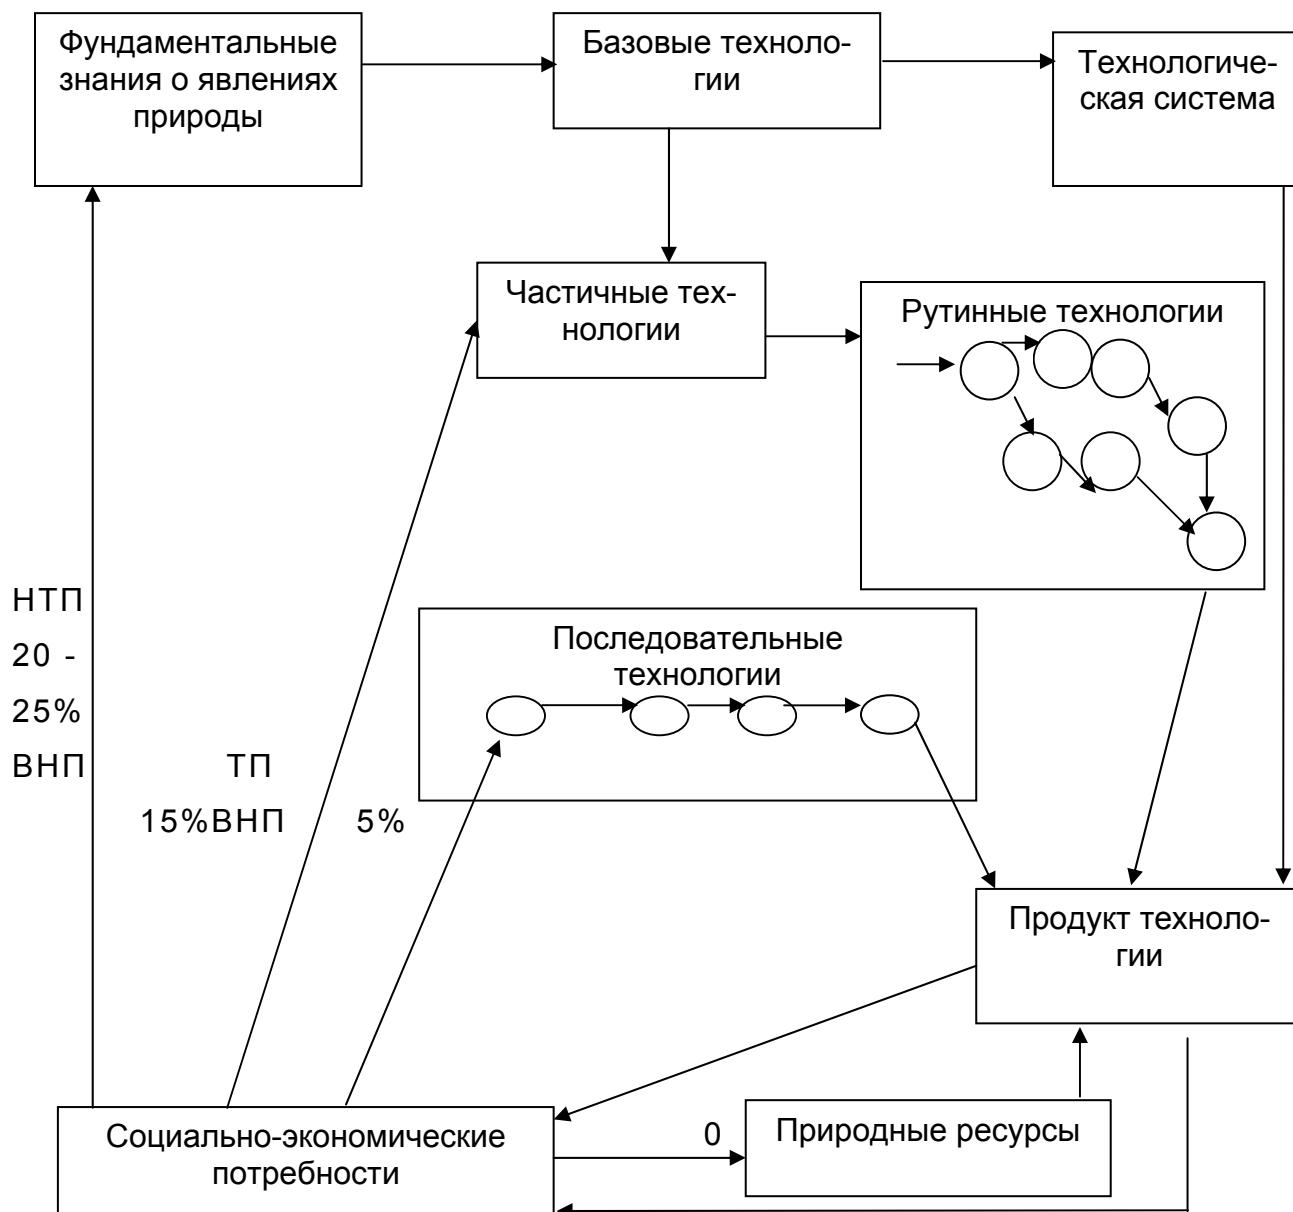 Фундаментальные
знания о явлениях
природы
Базовые техноло-
гии
Технологиче-
ская система
Частичные тех-
нологии
Рутинные технологии
НТП
20 -
25%
ВНП
Последовательные
технологии
ТП
15%ВНП
5%
Продукт техноло-
гии
Социально-экономические
потребности
0
Природные ресурсы